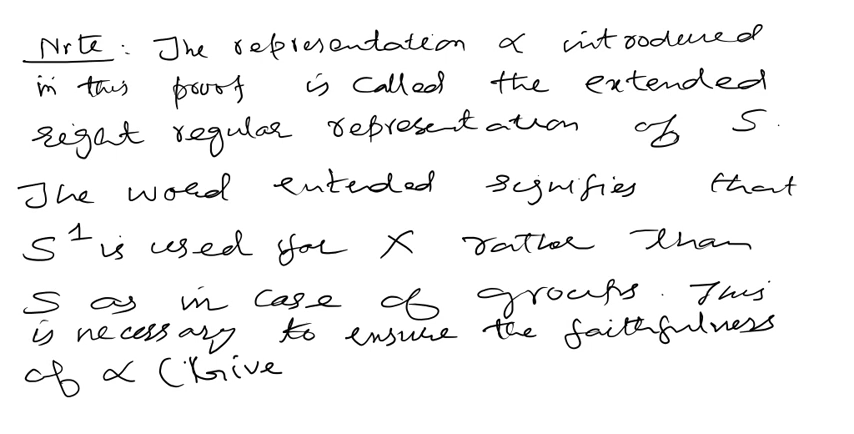 Note : The representation α introduced
in this proof is called the extended
right regular representation of S.
The word extended signifies that
S¹ is used for X rather than
S as in case of groups. This
is necessary to ensure the faithfulness
of α (Give